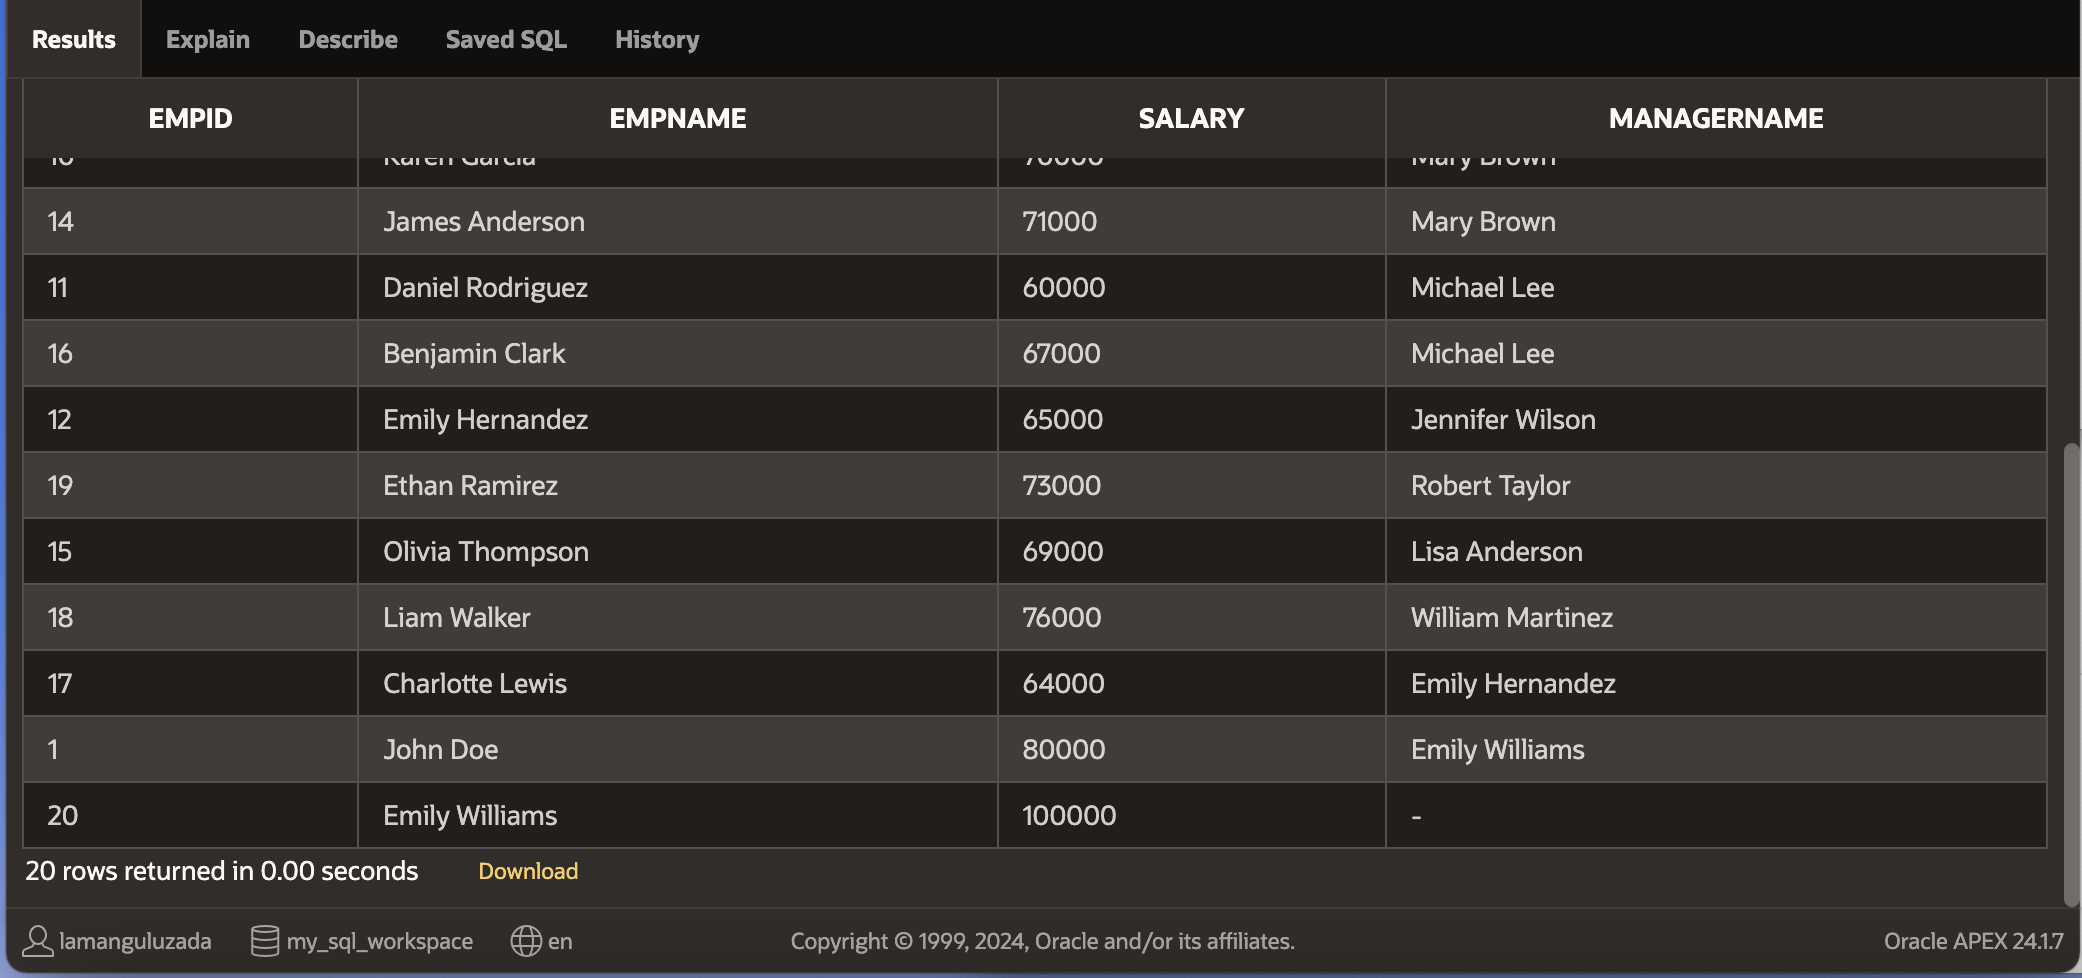 Results Explain Describe Saved SQL History
EMPID EMPNAME SALARY MANAGERNAME
Karen Garcia 70000 Mary Brown
14 James Anderson 71000 Mary Brown
11 Daniel Rodriguez 60000 Michael Lee
16 Benjamin Clark 67000 Michael Lee
12 Emily Hernandez 65000 Jennifer Wilson
19 Ethan Ramirez 73000 Robert Taylor
15 Olivia Thompson 69000 Lisa Anderson
18 Liam Walker 76000 William Martinez
17 Charlotte Lewis 64000 Emily Hernandez
1 John Doe 80000 Emily Williams
20 Emily Williams 100000 -
20 rows returned in 0.00 seconds Download
lamanguluzada my_sql_workspace en Copyright © 1999, 2024, Oracle and/or its affiliates. Oracle APEX 24.1.7